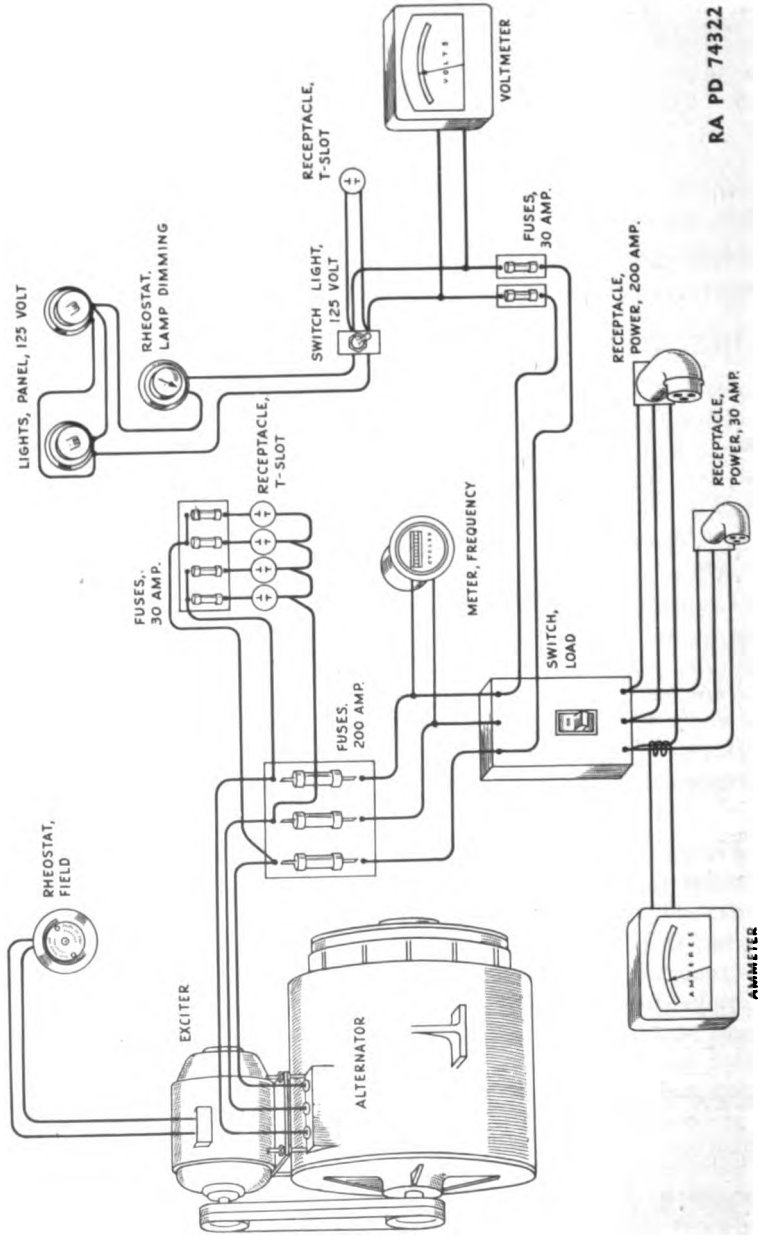 LIGHTS, PANEL, 125 VOLT
RHEOSTAT,
LAMP DIMMING
RECEPTACLE,
T-SLOT
SWITCH LIGHT,
125 VOLT
VOLTS
VOLTMETER
FUSES,
30 AMP.
RECEPTACLE,
T-SLOT
FUSES,
30 AMP.
METER, FREQUENCY
CYCLES
RHEOSTAT,
FIELD
EXCITER
ALTERNATOR
FUSES.
200 AMP.
SWITCH,
LOAD
RECEPTACLE,
POWER, 200 AMP.
RECEPTACLE,
POWER, 30 AMP.
AMPERES
AMMETER
RA PD 74322